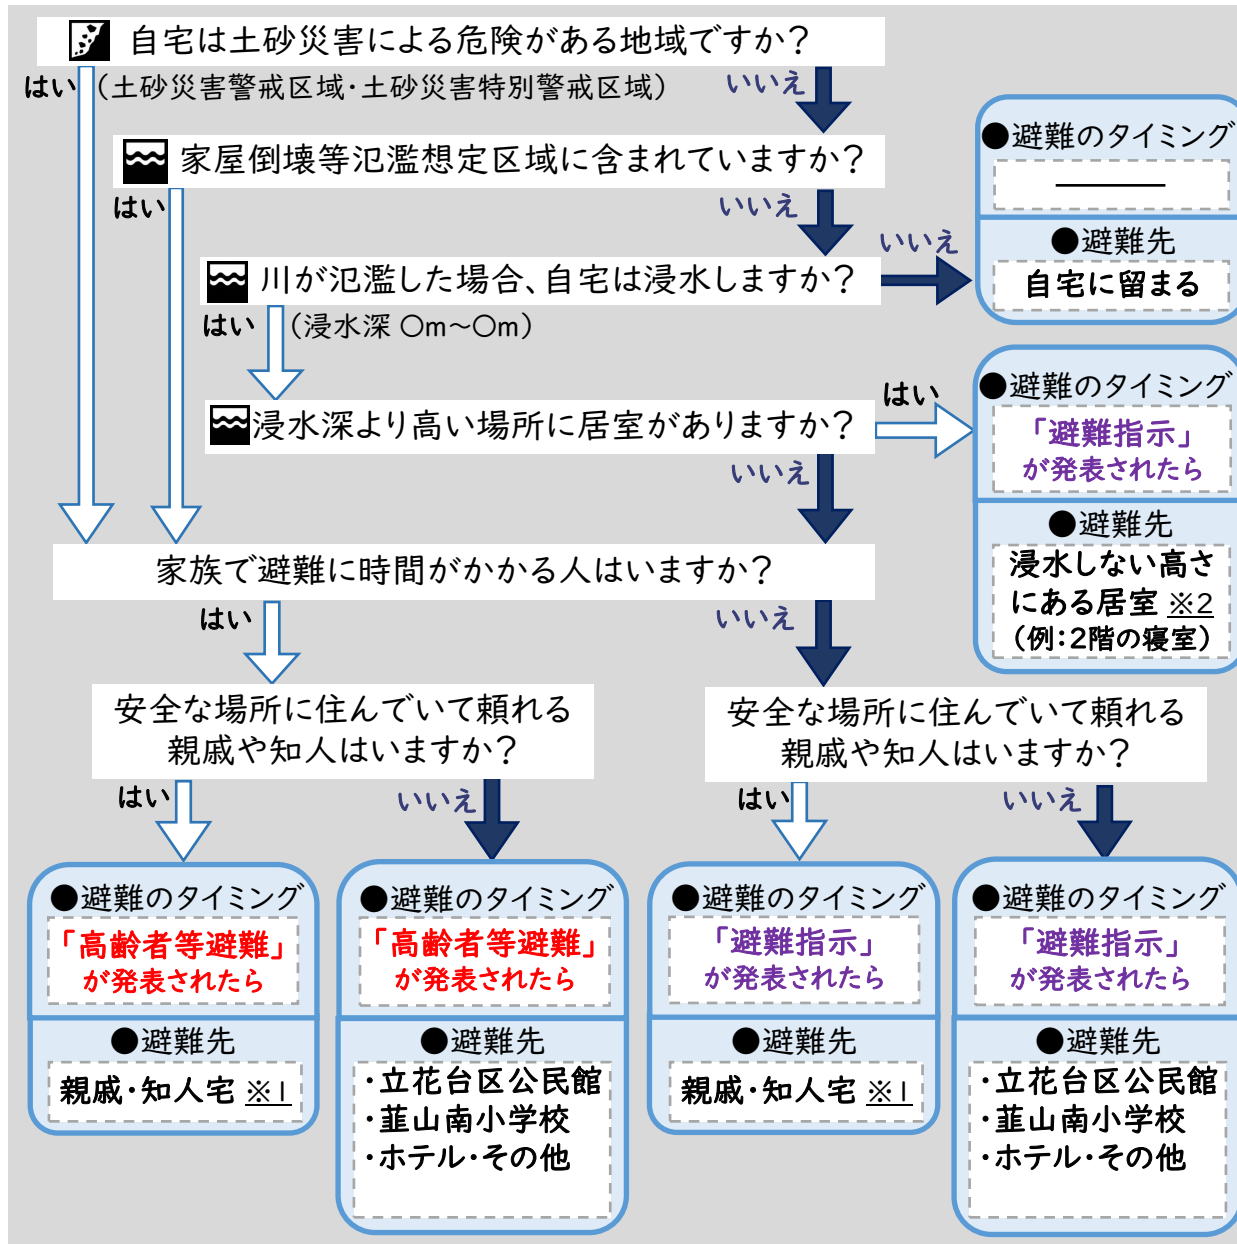 自宅は土砂災害による危険がある地域ですか?
はい
(土砂災害警戒区域・土砂災害特別警戒区域)
いいえ
家屋倒壊等氾濫想定区域に含まれていますか?
はい
いいえ
川が氾濫した場合、自宅は浸水しますか?
いいえ
はい
(浸水深 〇m~〇m)
●避難のタイミング
●避難先
自宅に留まる
浸水深より高い場所に居室がありますか?
はい
いいえ
●避難のタイミング
「避難指示」
が発表されたら
●避難先
浸水しない高さ
にある居室 ※2
(例:2階の寝室)
家族で避難に時間がかかる人はいますか?
はい
いいえ
安全な場所に住んでいて頼れる
親戚や知人はいますか?
はい
いいえ
安全な場所に住んでいて頼れる
親戚や知人はいますか?
はい
いいえ
●避難のタイミング
「高齢者等避難」
が発表されたら
●避難先
親戚・知人宅 ※1
●避難のタイミング
「高齢者等避難」
が発表されたら
●避難先
・立花台区公民館
・韮山南小学校
・ホテル・その他
●避難のタイミング
「避難指示」
が発表されたら
●避難先
親戚・知人宅 ※1
●避難のタイミング
「避難指示」
が発表されたら
●避難先
・立花台区公民館
・韮山南小学校
・ホテル・その他